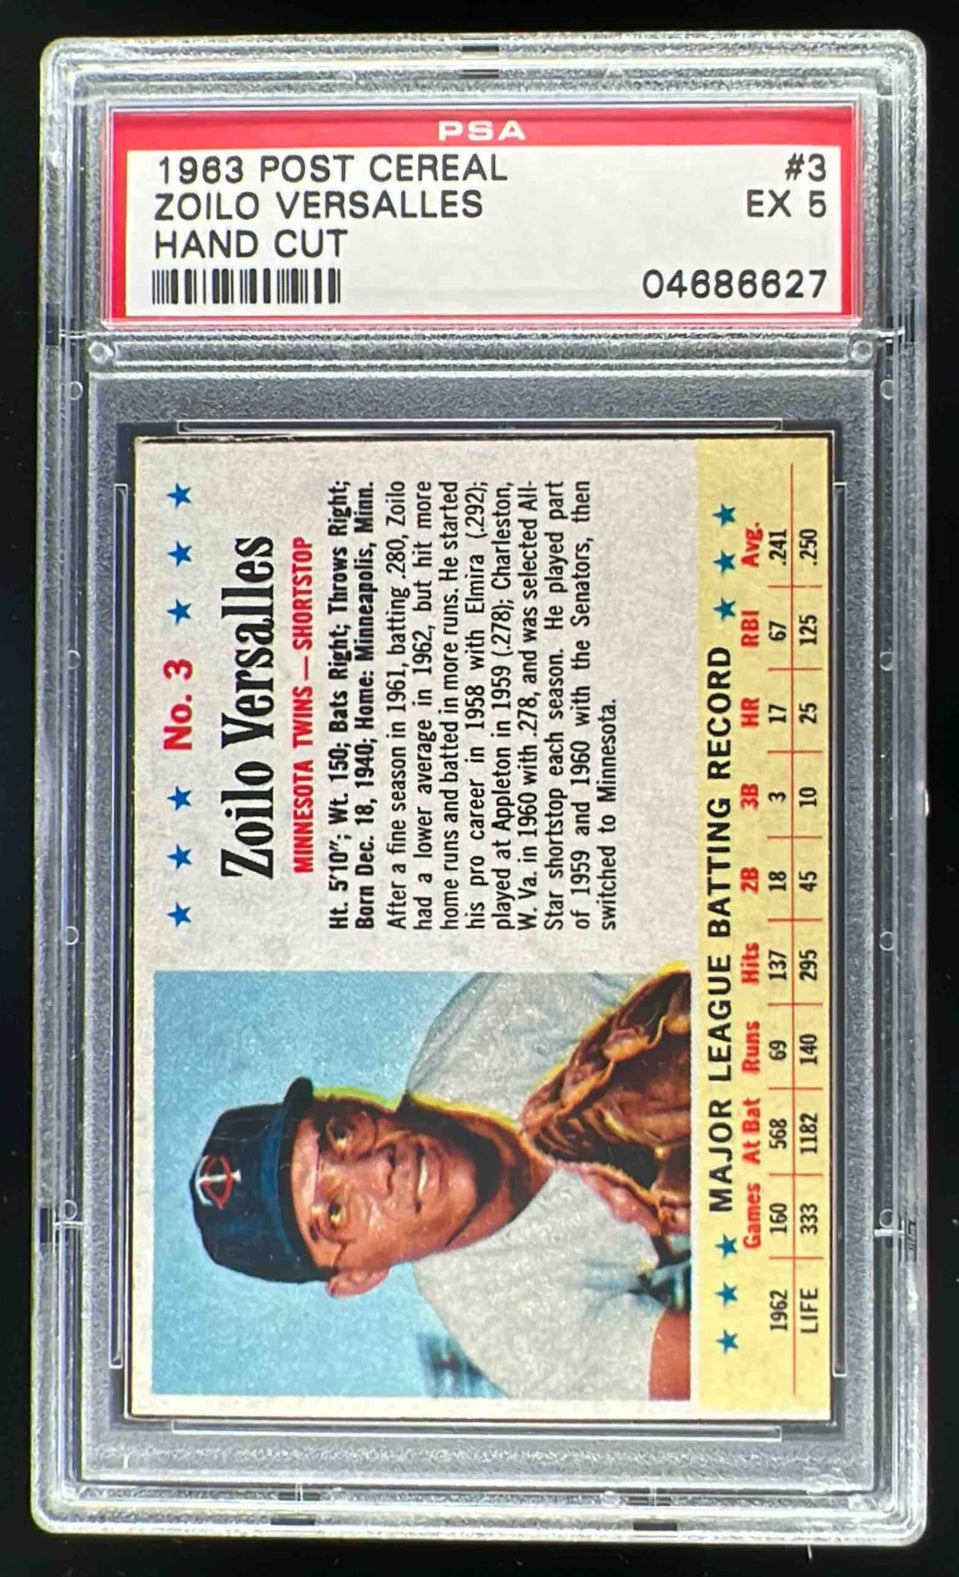 PSA
1963 POST CEREAL #3
ZOILO VERSALLES EX 5
HAND CUT
04686627
No. 3
Zoilo Versalles
MINNESOTA TWINS — SHORTSTOP
Ht. 5'10"; Wt. 150; Bats Right; Throws Right;
Born Dec. 18, 1940; Home: Minneapolis, Minn.
After a fine season in 1961, batting .280, Zoilo
had a lower average in 1962, but hit more
home runs and batted in more runs. He started
his pro career in 1958 with Elmira (.292);
played at Appleton in 1959 (.278); Charleston,
W. Va. in 1960 with .278, and was selected All-
Star shortstop each season. He played part
of 1959 and 1960 with the Senators, then
switched to Minnesota.
MAJOR LEAGUE BATTING RECORD
Games At Bat Runs Hits 2B 3B HR RBI Avg.
1962 160 568 69 137 18 3 17 67 .241
LIFE 333 1182 140 295 45 10 25 125 .250